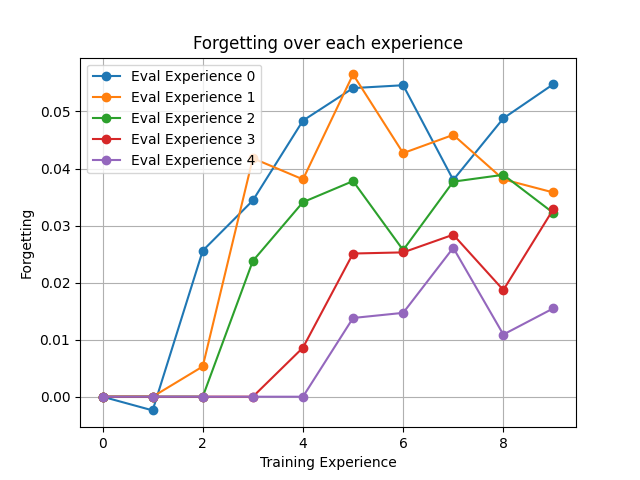 Forgetting over each experience
Eval Experience 0
Eval Experience 1
Eval Experience 2
Eval Experience 3
Eval Experience 4
0.05
0.04
0.03
0.02
0.01
0.00
Forgetting
0 2 4 6 8
Training Experience